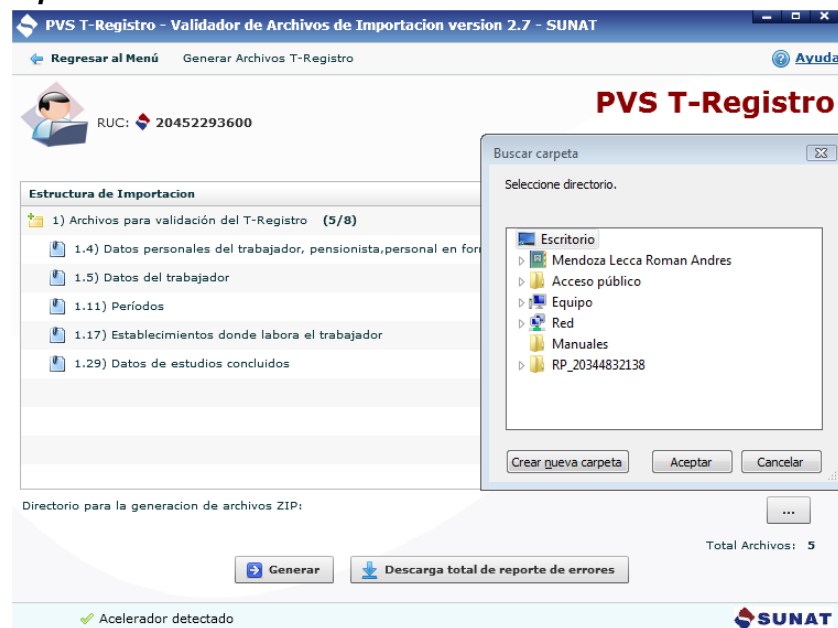 PVS T-Registro - Validador de Archivos de Importacion version 2.7 - SUNAT
Regresar al Menú Generar Archivos T-Registro Ayuda
PVS T-Registro
RUC: 20452293600
Buscar carpeta
Seleccione directorio.
Estructura de Importacion
1) Archivos para validación del T-Registro (5/8)
1.4) Datos personales del trabajador, pensionista,personal en for
1.5) Datos del trabajador
1.11) Períodos
1.17) Establecimientos donde labora el trabajador
1.29) Datos de estudios concluidos
Escritorio
Mendoza Lecca Roman Andres
Acceso público
Equipo
Red
Manuales
RP_20344832138
Crear nueva carpeta Aceptar Cancelar
Directorio para la generacion de archivos ZIP: ...
Total Archivos: 5
Generar Descarga total de reporte de errores
Acelerador detectado SUNAT